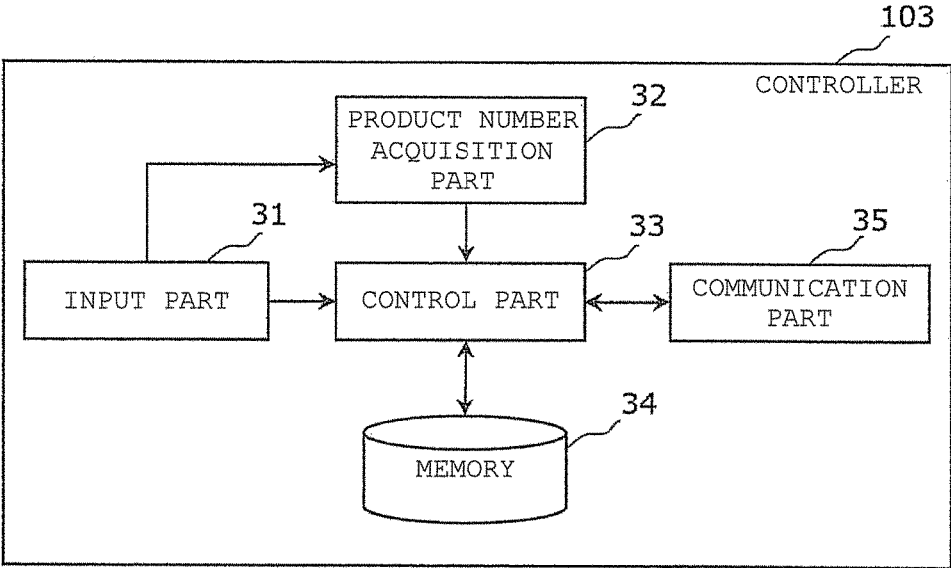 103
CONTROLLER
32
PRODUCT NUMBER
ACQUISITION
PART
31
INPUT PART
33
CONTROL PART
35
COMMUNICATION
PART
34
MEMORY